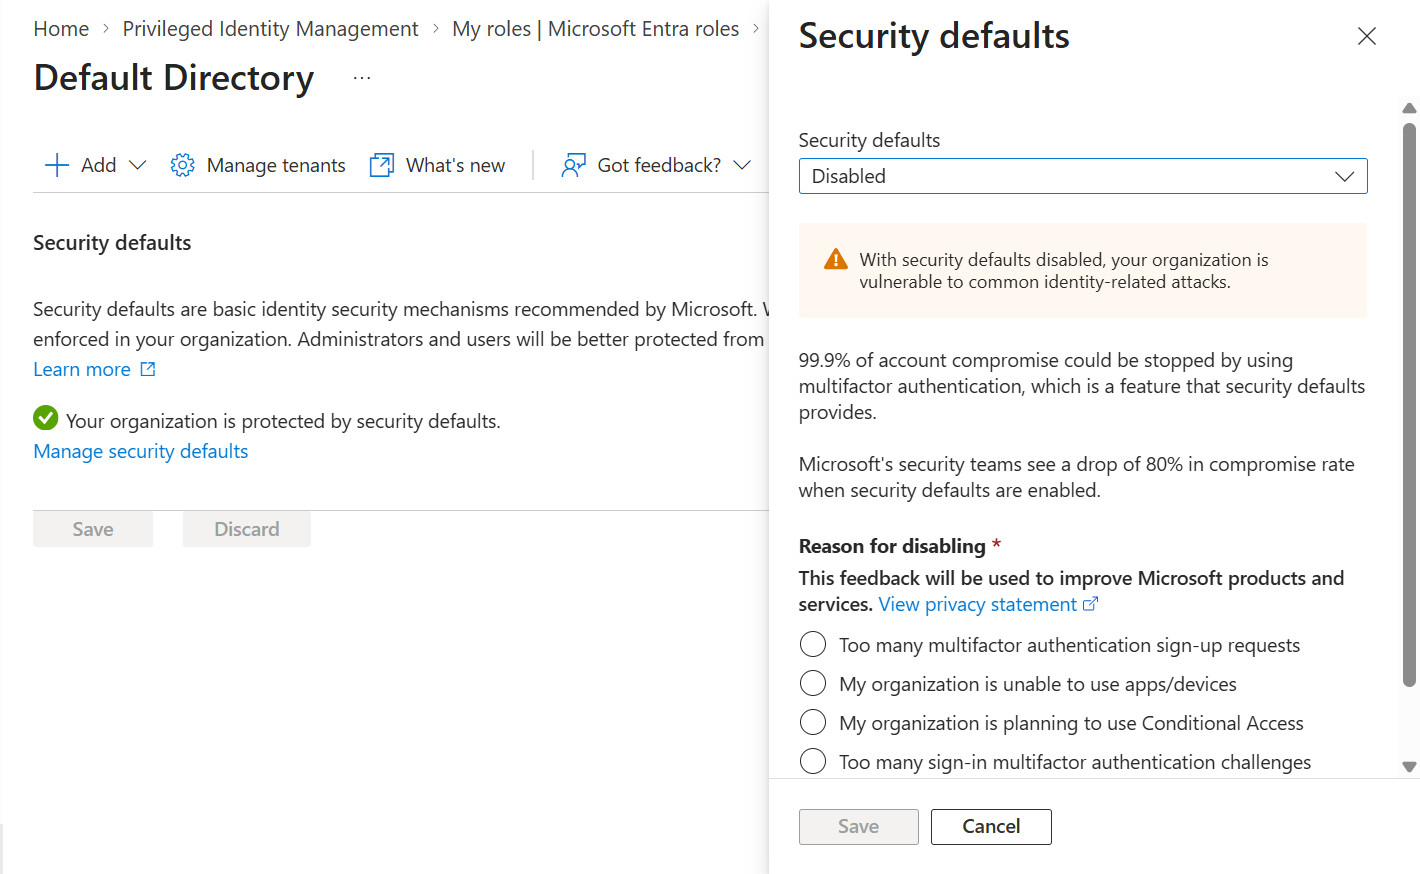 Home > Privileged Identity Management > My roles | Microsoft Entra roles >
Default Directory ...
Add
Manage tenants
What's new
Got feedback?
Security defaults
Security defaults are basic identity security mechanisms recommended by Microsoft.
enforced in your organization. Administrators and users will be better protected from
Learn more
Your organization is protected by security defaults.
Manage security defaults
Save
Discard
Security defaults
Security defaults
Disabled
With security defaults disabled, your organization is
vulnerable to common identity-related attacks.
99.9% of account compromise could be stopped by using
multifactor authentication, which is a feature that security defaults
provides.
Microsoft's security teams see a drop of 80% in compromise rate
when security defaults are enabled.
Reason for disabling *
This feedback will be used to improve Microsoft products and
services. View privacy statement
Too many multifactor authentication sign-up requests
My organization is unable to use apps/devices
My organization is planning to use Conditional Access
Too many sign-in multifactor authentication challenges
Save
Cancel